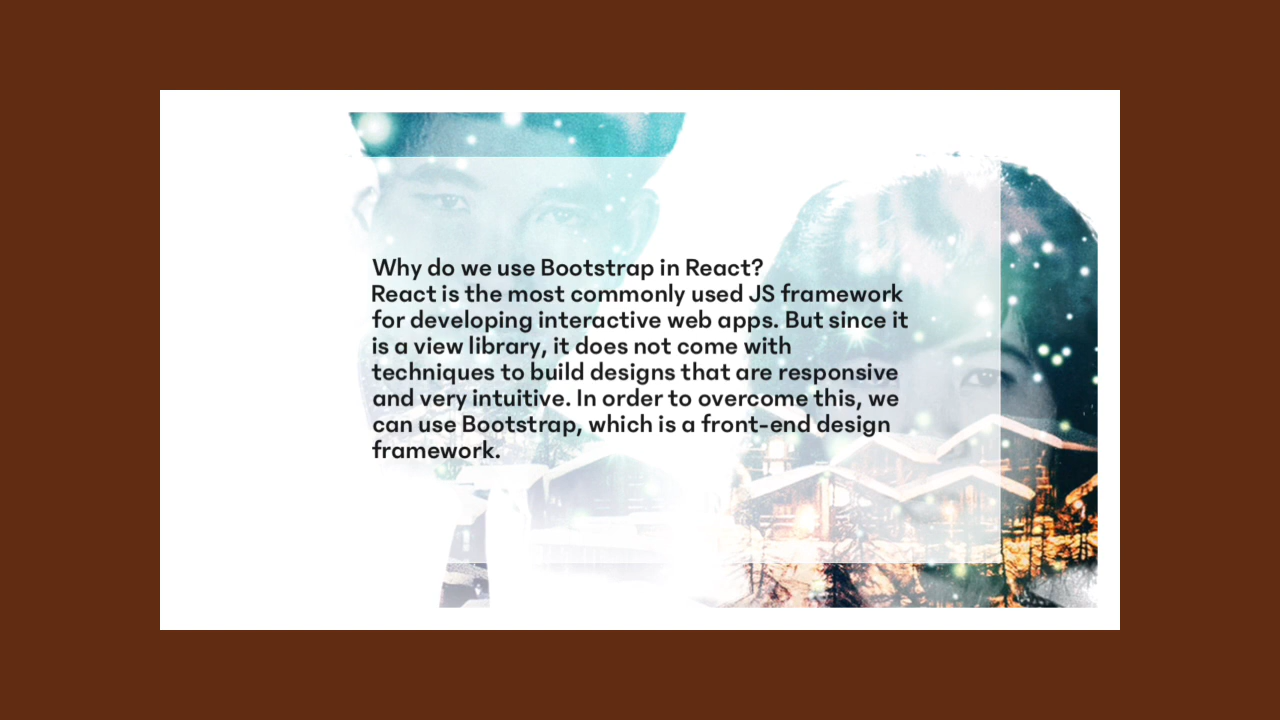 Why do we use Bootstrap in React?
React is the most commonly used JS framework
for developing interactive web apps. But since it
is a view library, it does not come with
techniques to build designs that are responsive
and very intuitive. In order to overcome this, we
can use Bootstrap, which is a front-end design
framework.